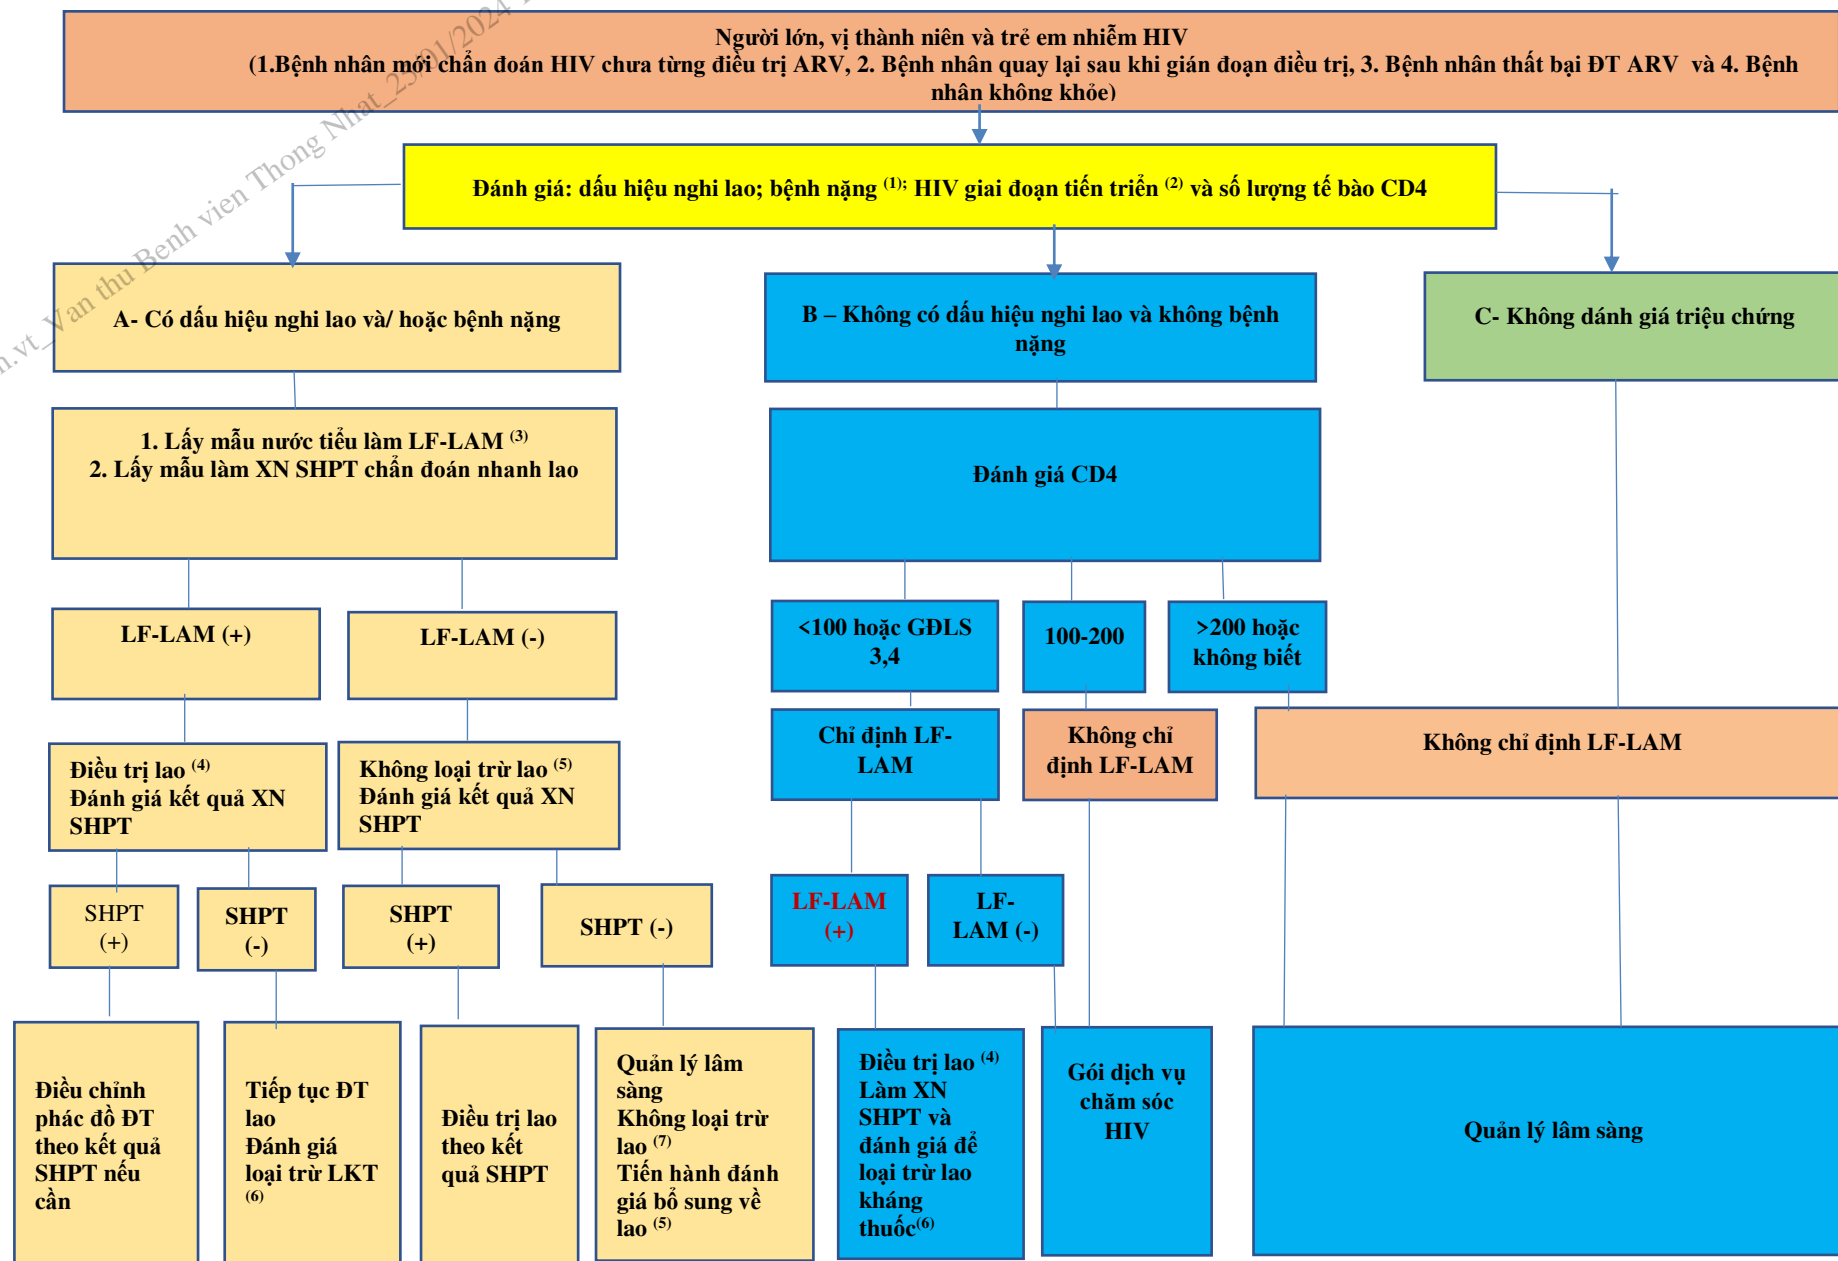 Người lớn, vị thành niên và trẻ em nhiễm HIV
(1.Bệnh nhân mới chẩn đoán HIV chưa từng điều trị ARV, 2. Bệnh nhân quay lại sau khi gián đoạn điều trị, 3. Bệnh nhân thất bại ĐT ARV và 4. Bệnh
nhân không khỏe)
Đánh giá: dấu hiệu nghi lao; bệnh nặng (1); HIV giai đoạn tiến triển (2) và số lượng tế bào CD4
A- Có dấu hiệu nghi lao và/ hoặc bệnh nặng
B – Không có dấu hiệu nghi lao và không bệnh
nặng
C- Không dánh giá triệu chứng
1. Lấy mẫu nước tiểu làm LF-LAM (3)
2. Lấy mẫu làm XN SHPT chẩn đoán nhanh lao
Đánh giá CD4
LF-LAM (+)
LF-LAM (-)
<100 hoặc GĐLS
3,4
100-200
>200 hoặc
không biết
Điều trị lao (4)
Đánh giá kết quả XN
SHPT
Không loại trừ lao (5)
Đánh giá kết quả XN
SHPT
Chỉ định LF-
LAM
Không chỉ
định LF-LAM
Không chỉ định LF-LAM
SHPT
(+)
SHPT
(-)
SHPT
(+)
SHPT (-)
LF-LAM
(+)
LF-
LAM (-)
Điều chỉnh
phác đồ ĐT
theo kết quả
SHPT nếu
cần
Tiếp tục ĐT
lao
Đánh giá
loại trừ LKT
(6)
Điều trị lao
theo kết
quả SHPT
Quản lý lâm
sàng
Không loại trừ
lao (7)
Tiến hành đánh
giá bổ sung về
lao (5)
Điều trị lao (4)
Làm XN
SHPT và
đánh giá để
loại trừ lao
kháng
thuốc(6)
Gói dịch vụ
chăm sóc
HIV
Quản lý lâm sàng
n.vt_Van thu Benh vien Thong Nhat_25/01/2024 1